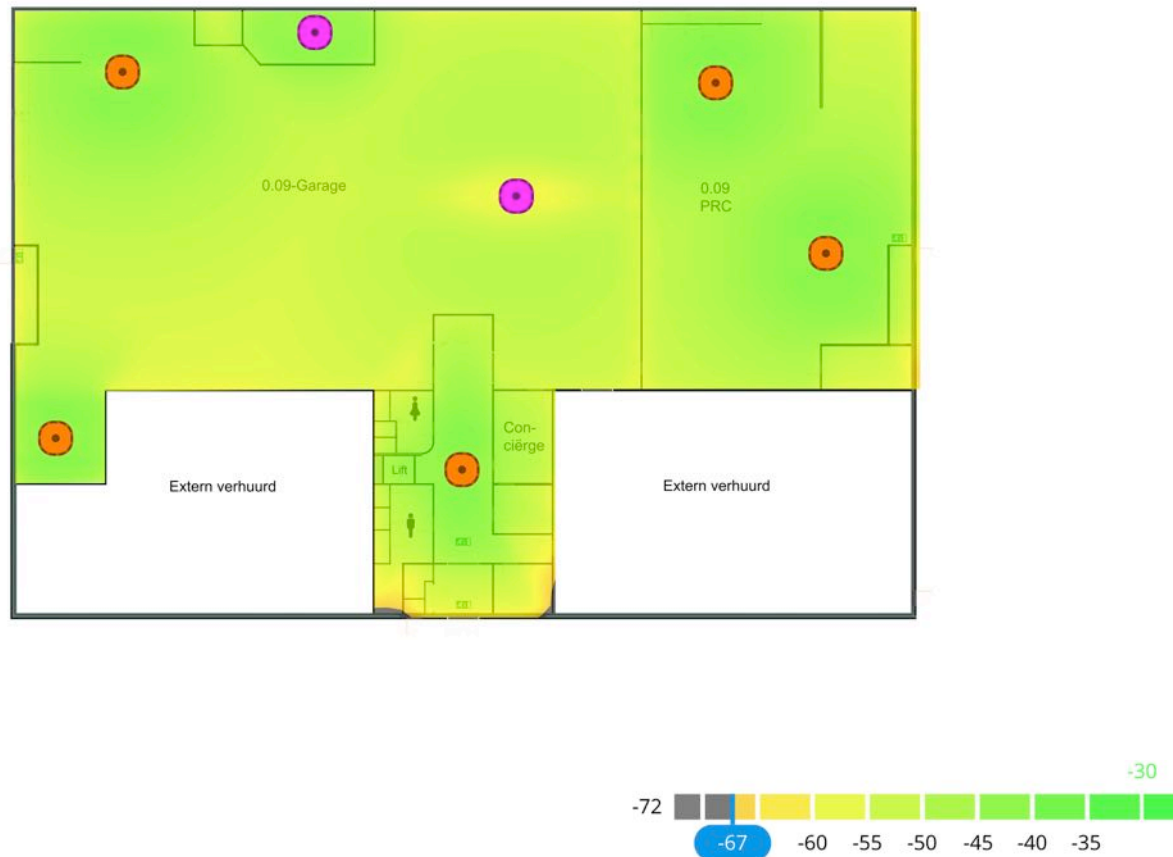 0.09-Garage
0.09
PRC
Con-
ciërge
Lift
Extern verhuurd
Extern verhuurd
-30
-72
-67 -60 -55 -50 -45 -40 -35